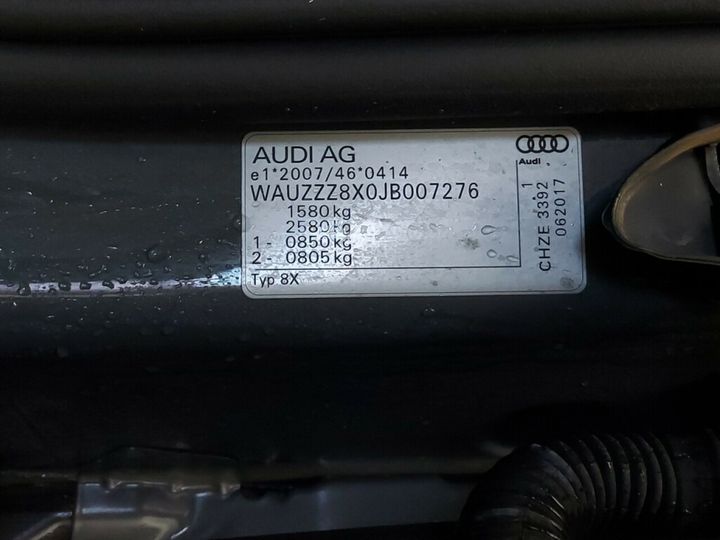 AUDI AG
Audi
e1*2007/46*0414
WAUZZZ8X0JB007276
1580 kg
2580 kg
1 - 0850 kg
2 - 0805 kg
Typ 8X
CHZE 3392 .1
062017